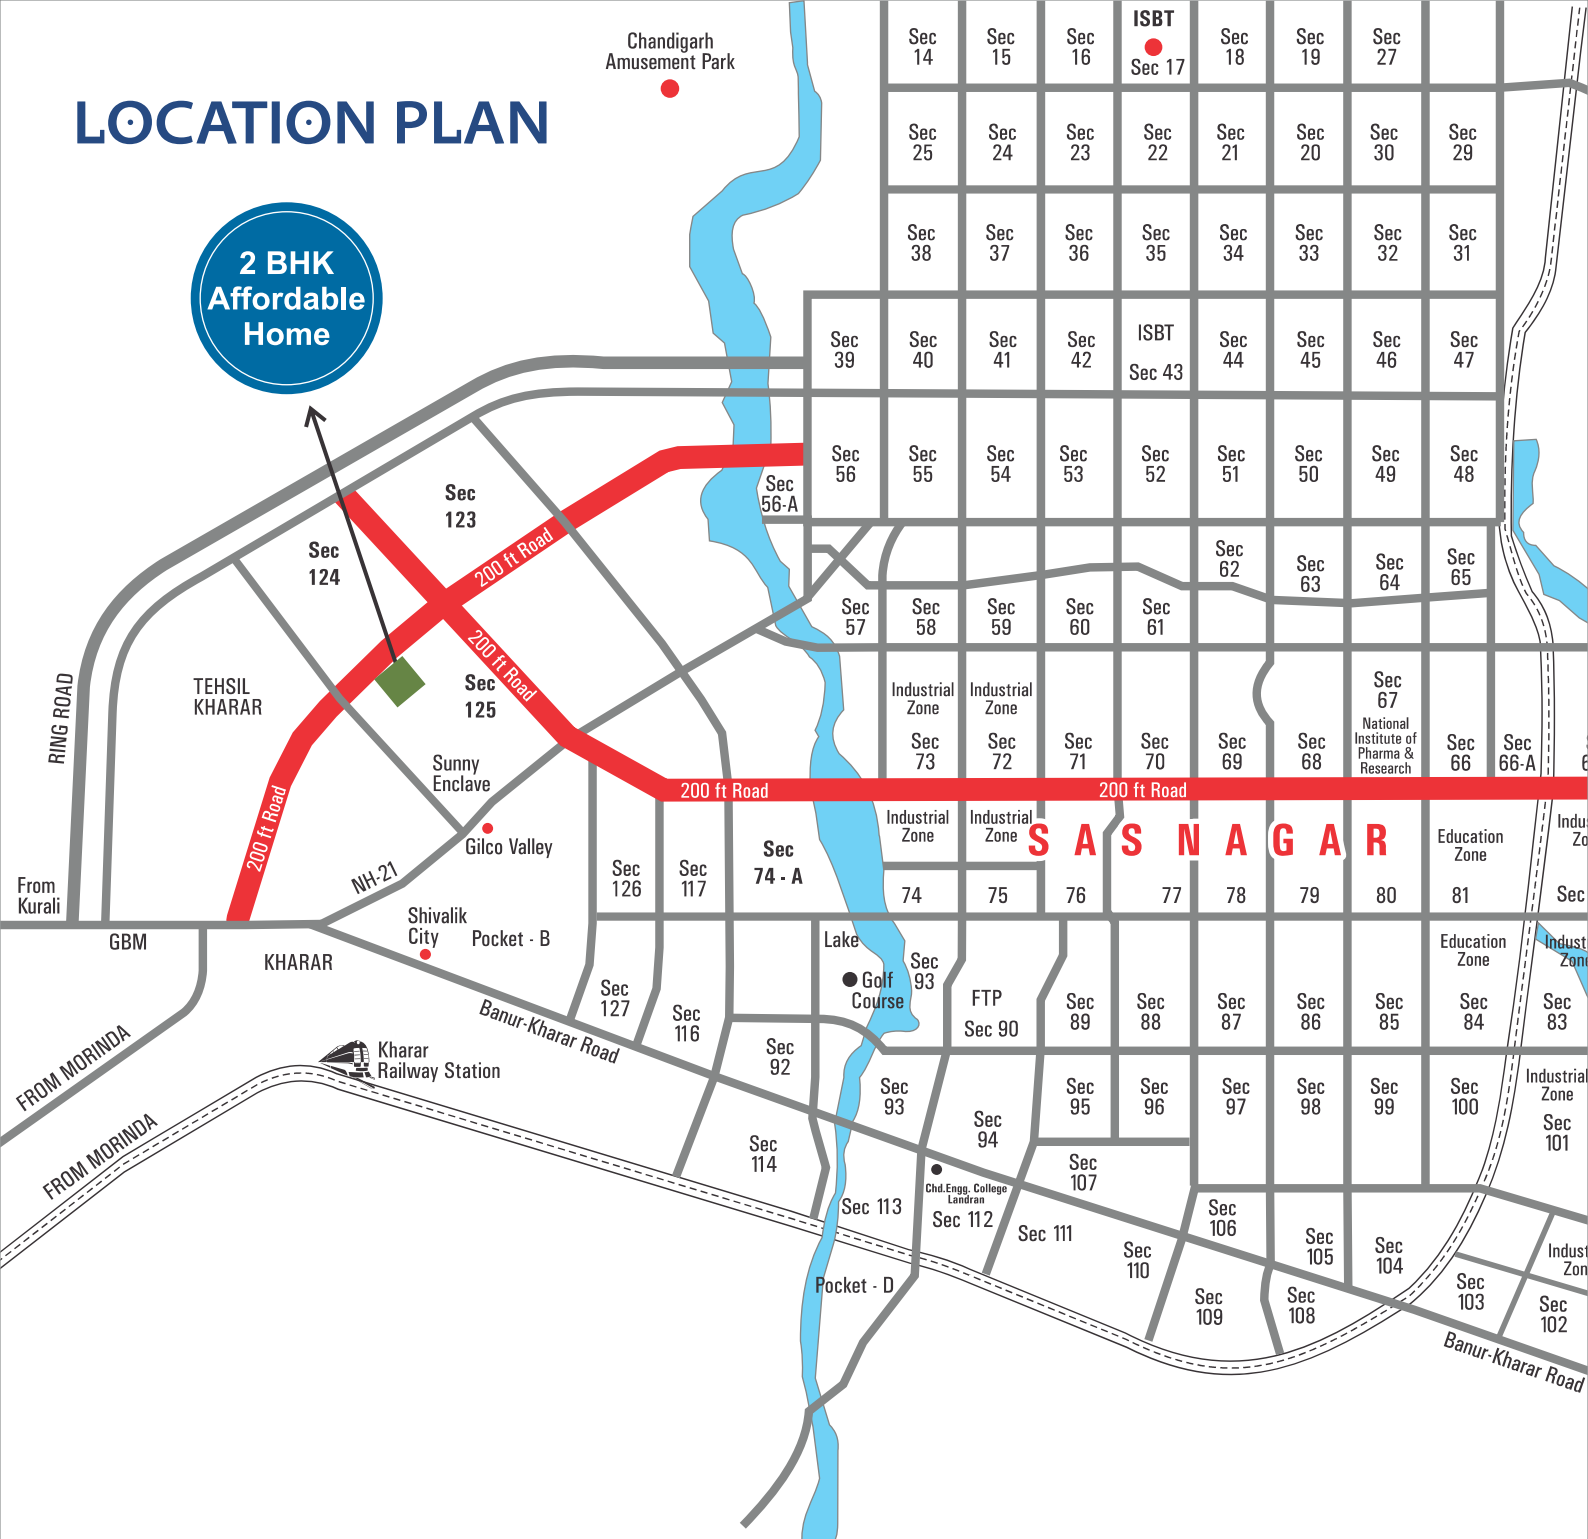 LOCATION PLAN
2 BHK
Affordable
Home
Chandigarh
Amusement Park
ISBT
Sec
14
Sec
15
Sec
16
Sec 17
Sec
18
Sec
19
Sec
27
Sec
25
Sec
24
Sec
23
Sec
22
Sec
21
Sec
20
Sec
30
Sec
29
Sec
38
Sec
37
Sec
36
Sec
35
Sec
34
Sec
33
Sec
32
Sec
31
Sec
39
Sec
40
Sec
41
Sec
42
ISBT
Sec 43
Sec
44
Sec
45
Sec
46
Sec
47
Sec
56
Sec
55
Sec
54
Sec
53
Sec
52
Sec
51
Sec
50
Sec
49
Sec
48
Sec
56-A
Sec
123
Sec
124
200 ft Road
200 ft Road
Sec
125
Sec
62
Sec
63
Sec
64
Sec
65
Sec
57
Sec
58
Sec
59
Sec
60
Sec
61
RING ROAD
TEHSIL
KHARAR
Sunny
Enclave
Industrial
Zone
Sec
73
Industrial
Zone
Sec
72
Sec
71
Sec
70
Sec
69
Sec
68
Sec
67
National
Institute of
Pharma &
Research
Sec
66
Sec
66-A
200 ft Road
200 ft Road
200 ft Road
Gilco Valley
NH-21
Industrial
Zone
Industrial
Zone
SAS NAGAR
Education
Zone
Indu
Zo
Sec
126
Sec
117
Sec
74 - A
74
75
76
77
78
79
80
81
Sec
From
Kurali
GBM
KHARAR
Shivalik
City
Pocket - B
Lake
Golf
Course
Sec
93
FTP
Sec 90
Sec
89
Sec
88
Sec
87
Sec
86
Sec
85
Education
Zone
Sec
84
Indust
Zon
Sec
83
Sec
127
Sec
116
Banur-Kharar Road
FROM MORINDA
Kharar
Railway Station
Sec
92
Sec
93
Sec
94
Sec
95
Sec
96
Sec
97
Sec
98
Sec
99
Sec
100
Industrial
Zone
Sec
101
FROM MORINDA
Sec
114
Sec 113
Chd.Engg. College
Landran
Sec 112
Sec
107
Sec 111
Sec
110
Sec
106
Sec
105
Sec
104
Indust
Zon
Pocket - D
Sec
109
Sec
108
Sec
103
Sec
102
Banur-Kharar Road